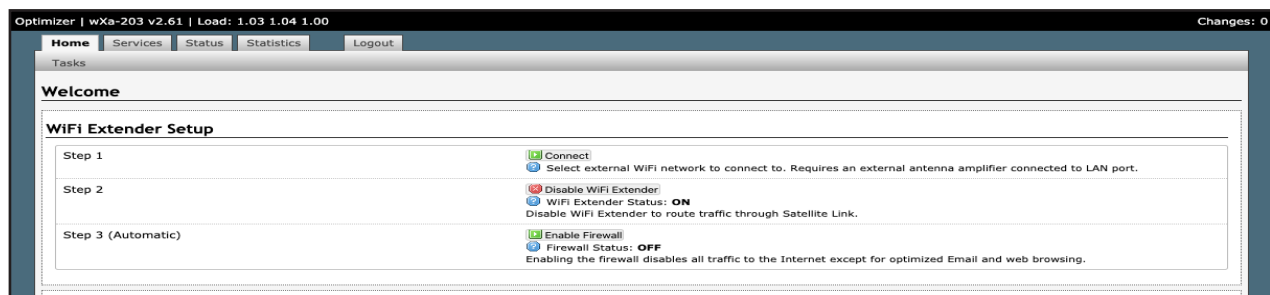 Optimizer | wXa-203 v2.61 | Load: 1.03 1.04 1.00 Changes: 0
Home Services Status Statistics Logout
Tasks
Welcome
WiFi Extender Setup
Step 1 Connect
Select external WiFi network to connect to. Requires an external antenna amplifier connected to LAN port.
Step 2 Disable WiFi Extender
WiFi Extender Status: ON
Disable WiFi Extender to route traffic through Satellite Link.
Step 3 (Automatic) Enable Firewall
Firewall Status: OFF
Enabling the firewall disables all traffic to the Internet except for optimized Email and web browsing.